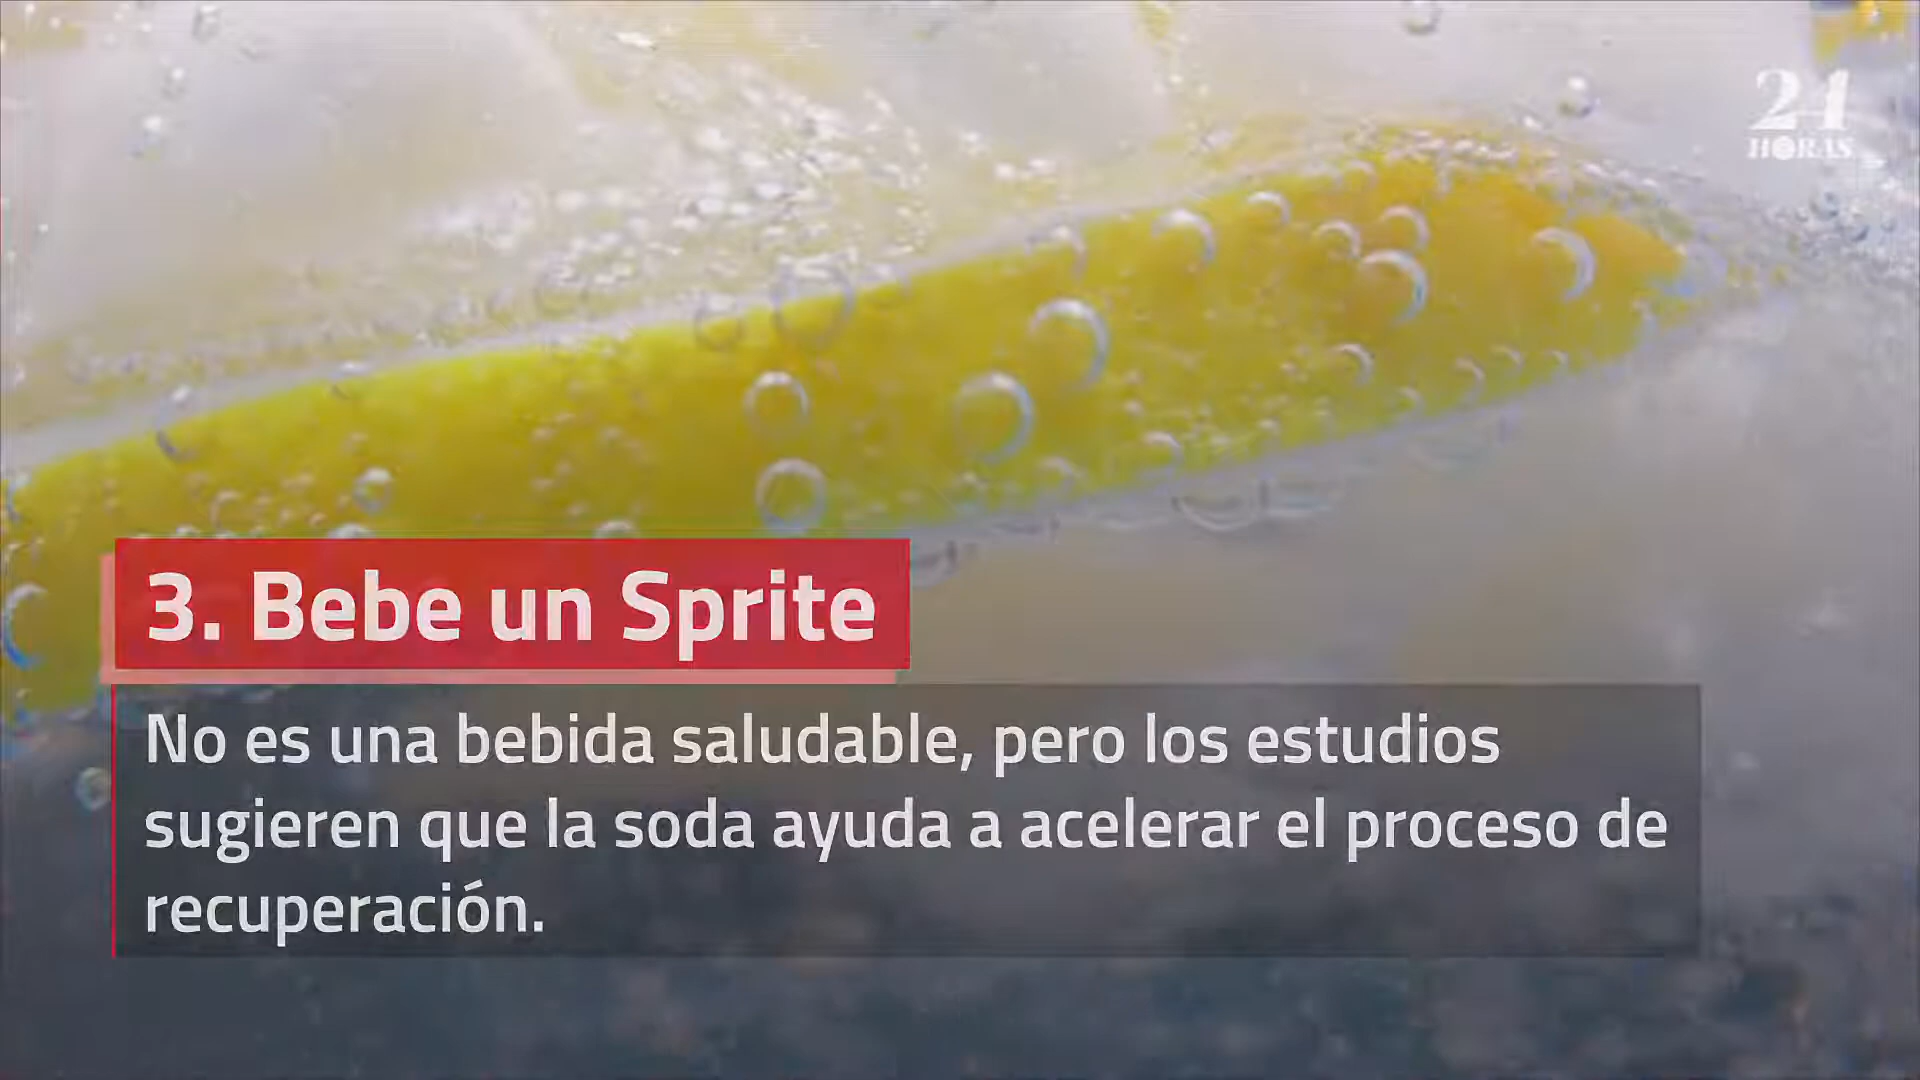 24
HORAS
3. Bebe un Sprite
No es una bebida saludable, pero los estudios
sugieren que la soda ayuda a acelerar el proceso de
recuperación.